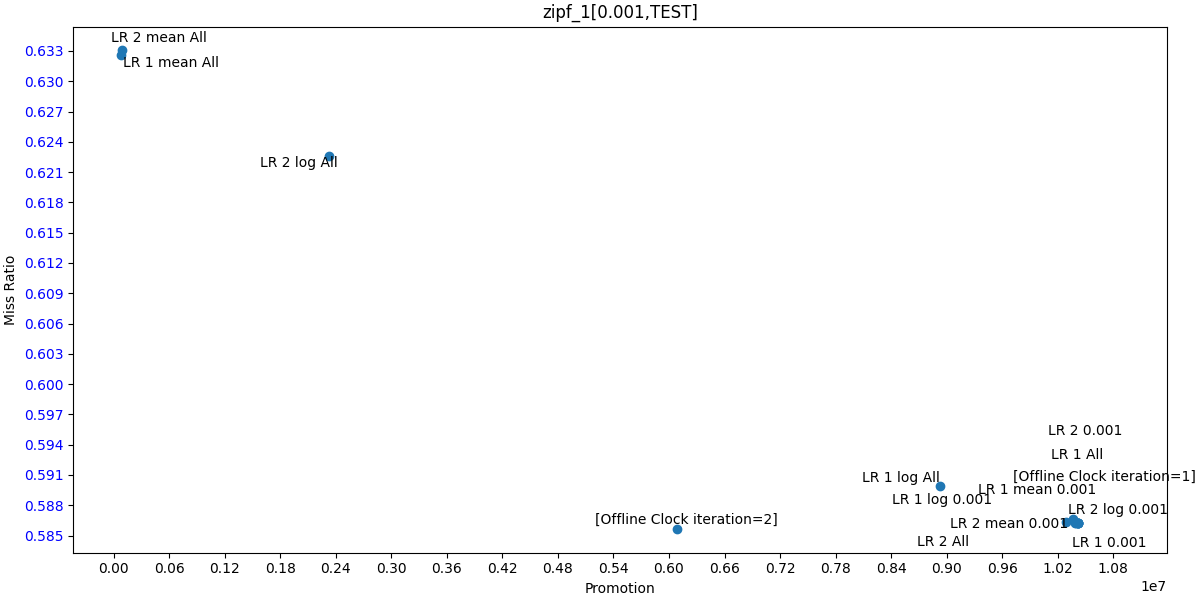 zipf_1[0.001,TEST]
LR 2 mean All
LR 1 mean All
LR 2 log All
LR 2 0.001
LR 1 All
[Offline Clock iteration=1]
LR 1 log All
LR 1 mean 0.001
LR 1 log 0.001
LR 2 log 0.001
[Offline Clock iteration=2]
LR 2 mean 0.001
LR 2 All
LR 1 0.001
Miss Ratio
0.633
0.630
0.627
0.624
0.621
0.618
0.615
0.612
0.609
0.606
0.603
0.600
0.597
0.594
0.591
0.588
0.585
0.00 0.06 0.12 0.18 0.24 0.30 0.36 0.42 0.48 0.54 0.60 0.66 0.72 0.78 0.84 0.90 0.96 1.02 1.08
Promotion
1e7